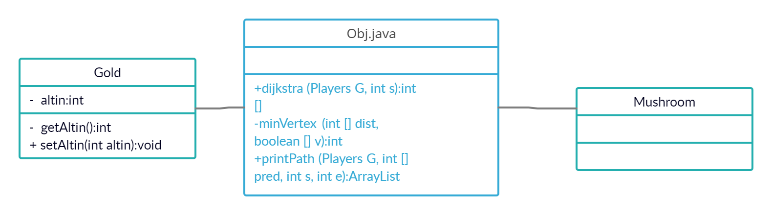 Gold
- altin:int
- getAltin():int
+ setAltin(int altin):void
Obj.java
+dijkstra (Players G, int s):int
[]
-minVertex (int [] dist,
boolean [] v):int
+printPath (Players G, int []
pred, int s, int e):ArrayList
Mushroom